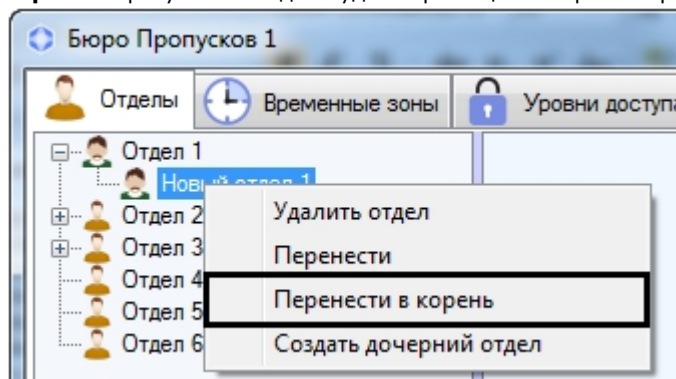 Бюро Пропусков 1
Отделы Временные зоны Уровни доступа
Отдел 1
Новый отдел 1
Отдел 2
Отдел 3
Отдел 4
Отдел 5
Отдел 6
Удалить отдел
Перенести
Перенести в корень
Создать дочерний отдел